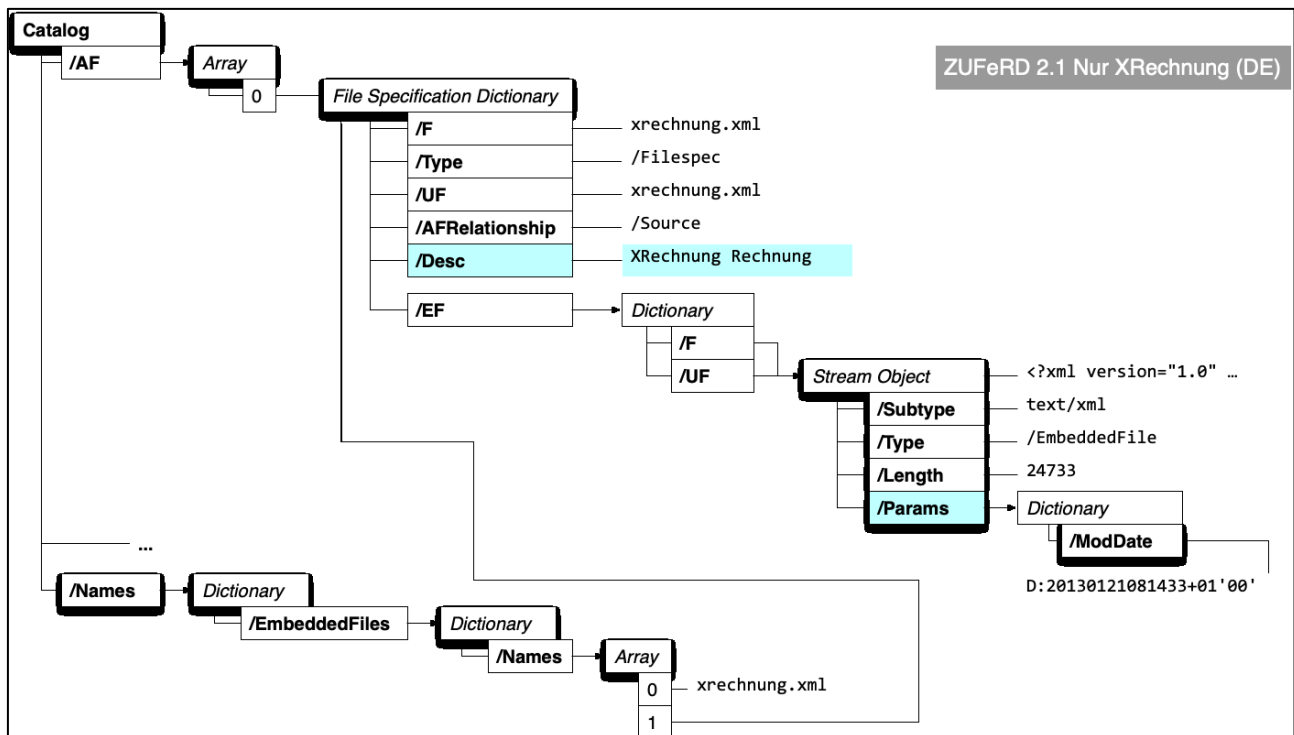 Catalog
/AF
Array
0
ZUFeRD 2.1 Nur XRechnung (DE)
File Specification Dictionary
/F
xrechnung.xml
/Type
/Filespec
/UF
xrechnung.xml
/AFRelationship
/Source
/Desc
XRechnung Rechnung
/EF
Dictionary
/F
/UF
Stream Object
<?xml version="1.0" …
/Subtype
text/xml
/Type
/EmbeddedFile
/Length
24733
/Params
Dictionary
/ModDate
D:20130121081433+01'00'
...
/Names
Dictionary
/EmbeddedFiles
Dictionary
/Names
Array
0
xrechnung.xml
1